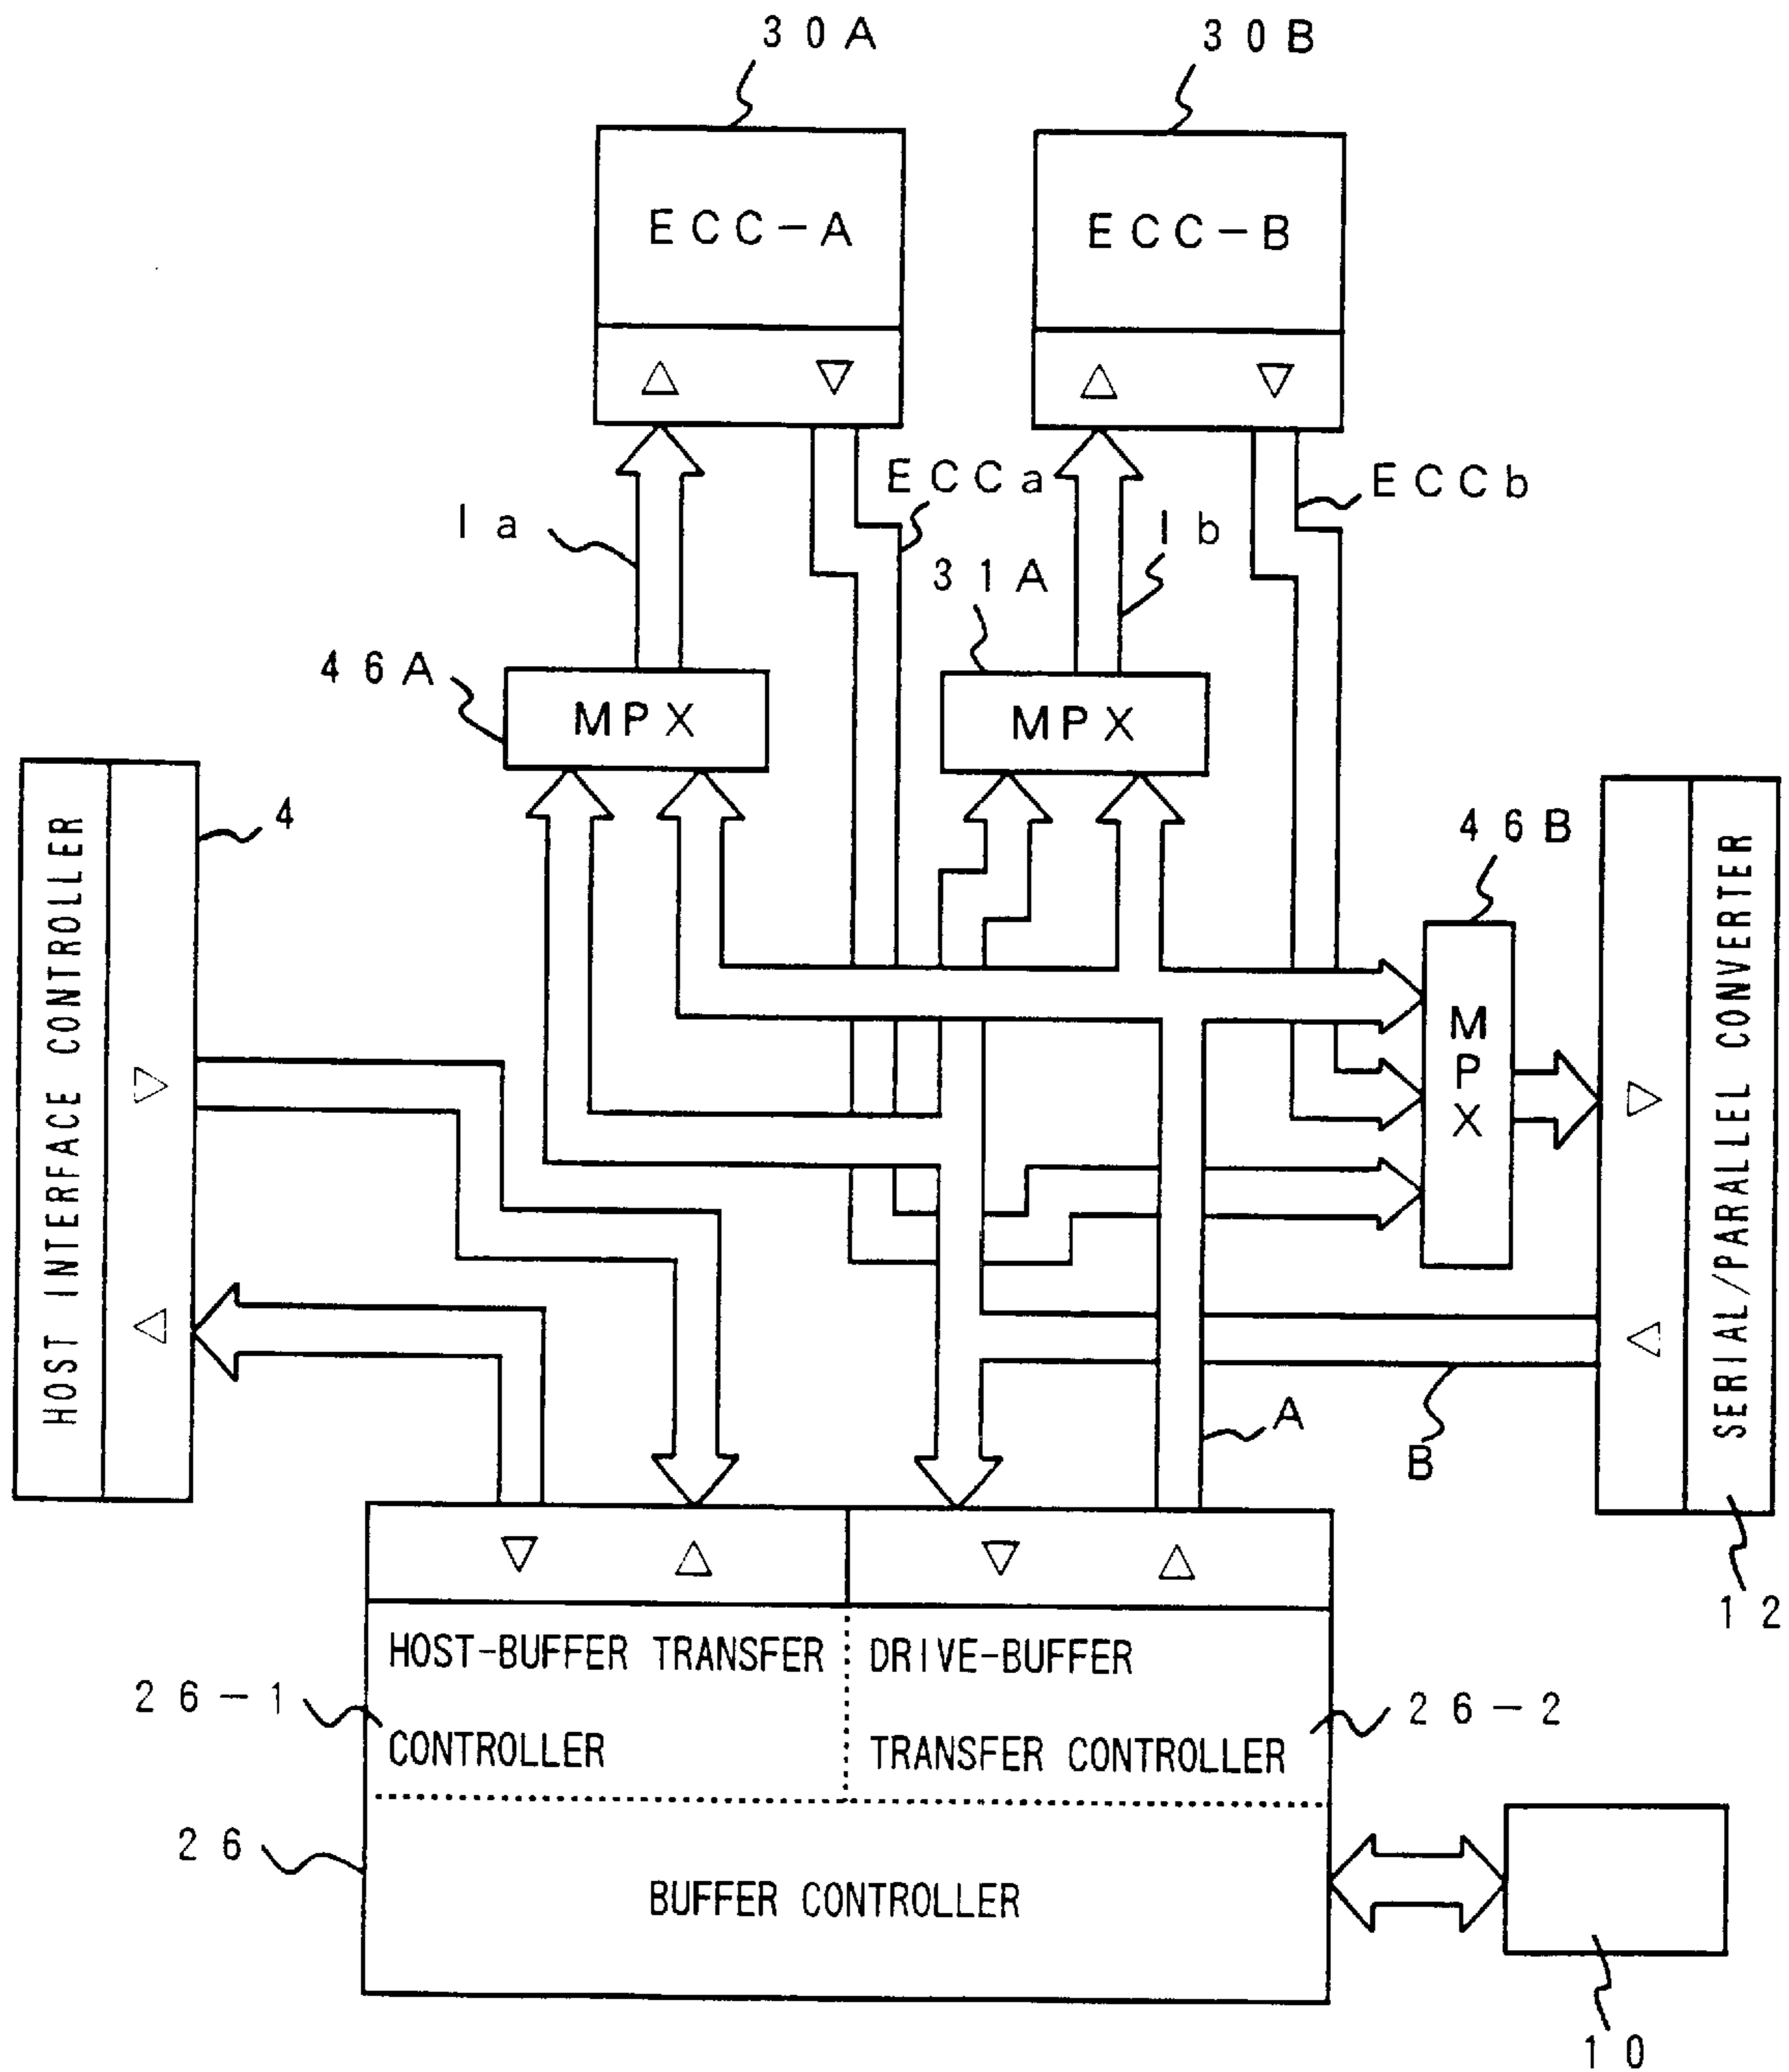 30A
30B
ECC-A
ECC-B
ECCa
ECCb
Ia
Ib
31A
46A
MPX
MPX
4
46B
HOST INTERFACE CONTROLLER
MPX
SERIAL/PARALLEL CONVERTER
A
B
12
HOST-BUFFER TRANSFER
CONTROLLER
DRIVE-BUFFER
TRANSFER CONTROLLER
26-1
26-2
26
BUFFER CONTROLLER
10